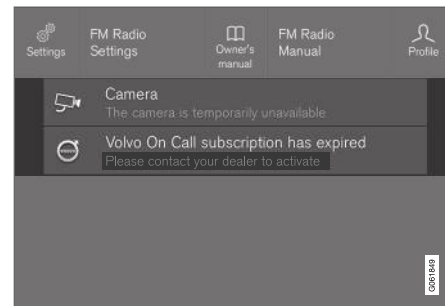 Settings
FM Radio
Settings
Owner's
manual
FM Radio
Manual
Profile
Camera
The camera is temporarily unavailable
Volvo On Call subscription has expired
Please contact your dealer to activate
G061849